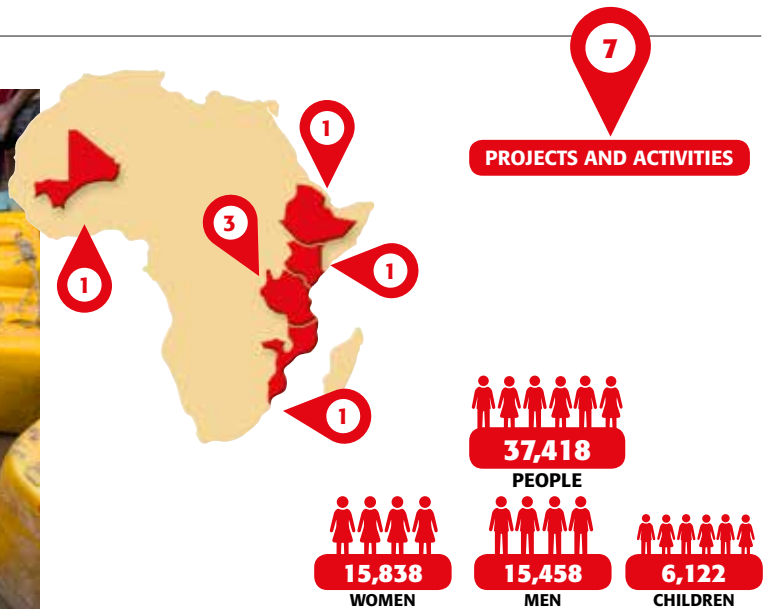 7
PROJECTS AND ACTIVITIES
1
3
1
1
1
37,418
PEOPLE
15,838
WOMEN
15,458
MEN
6,122
CHILDREN